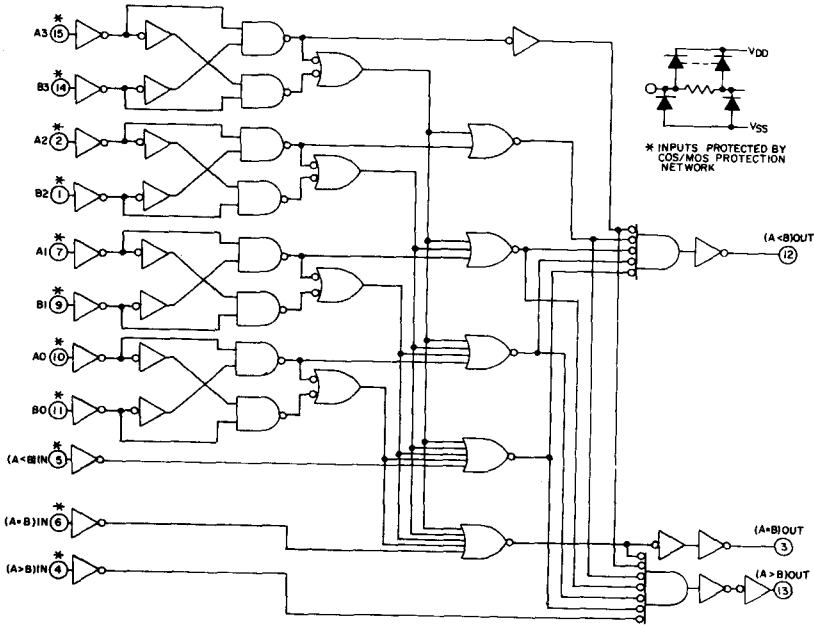 *
A3 15
*
B3 14
*
A2 2
*
B2 1
*
A1 7
*
B1 9
*
A0 10
*
B0 11
*
(A<B)IN 5
*
(A=B)IN 6
*
(A>B)IN 4
VDD
VSS
* INPUTS PROTECTED BY
COS/MOS PROTECTION
NETWORK
(A<B)OUT
12
(A=B)OUT
3
(A>B)OUT
13